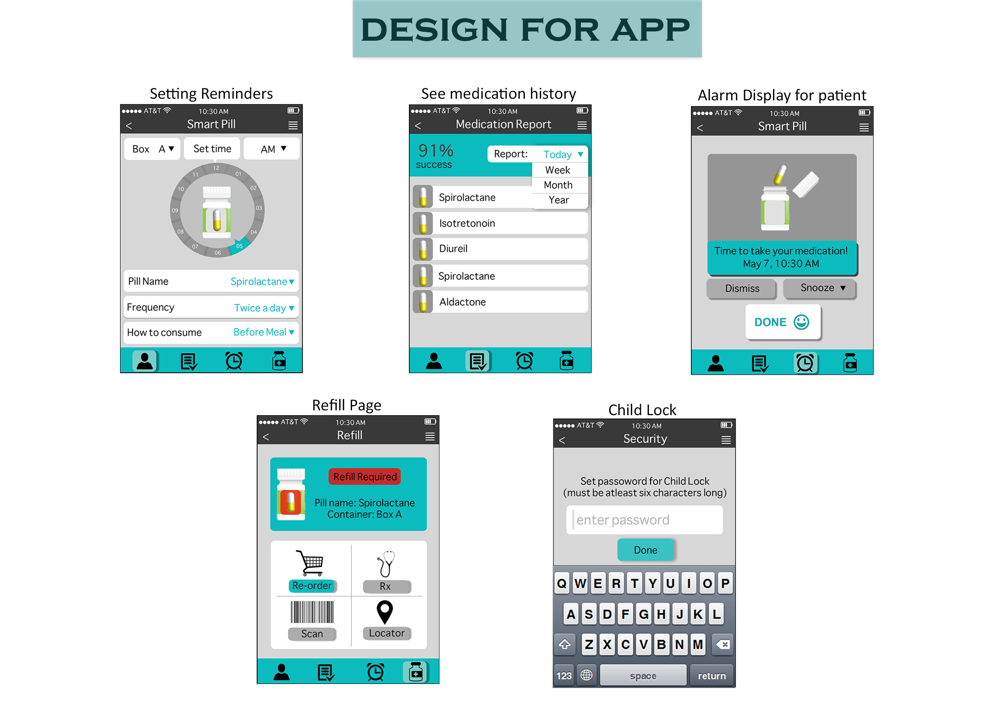 DESIGN FOR APP
Setting Reminders
AT&T 10:30 AM
< Smart Pill
Box A ▼ Set time AM ▼
12
01
02
03
04
05
06
07
08
09
10
11
Pill Name Spirolactane ▼
Frequency Twice a day ▼
How to consume Before Meal ▼
See medication history
AT&T 10:30 AM
< Medication Report
91%
success
Report: Today ▼
Week
Month
Year
Spirolactane
Isotretonoin
Diureil
Spirolactane
Aldactone
Alarm Display for patient
AT&T 10:30 AM
< Smart Pill
Time to take your medication!
May 7, 10:30 AM
Dismiss Snooze ▼
DONE
Refill Page
AT&T 10:30 AM
< Refill
Refill Required
Pill name: Spirolactane
Container: Box A
Re-order Rx
Scan Locator
Child Lock
AT&T 10:30 AM
< Security
Set passoword for Child Lock
(must be atleast six characters long)
enter password
Done
Q W E R T Y U I O P
A S D F G H J K L
Z X C V B N M
123 space return